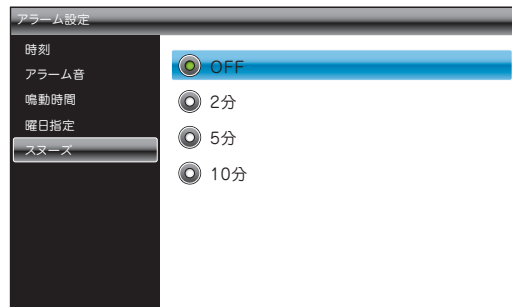 アラーム設定
時刻
アラーム音
鳴動時間
曜日指定
スヌーズ
OFF
2分
5分
10分